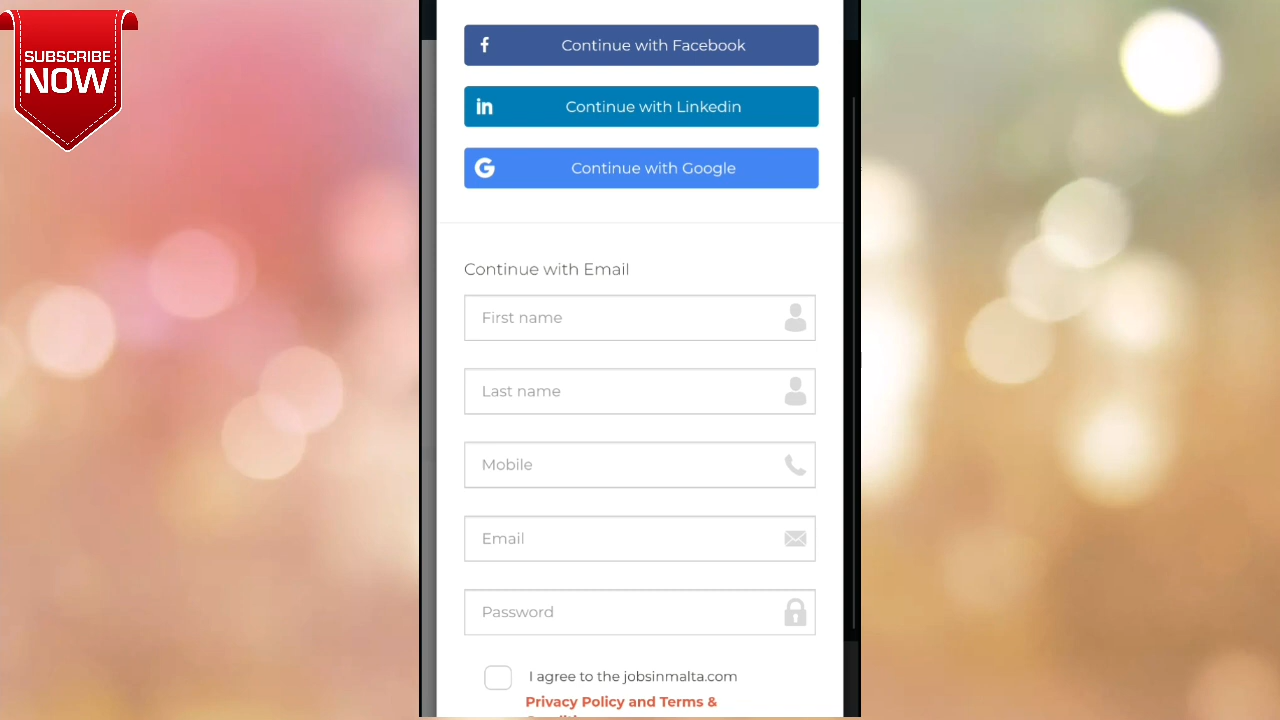 SUBSCRIBE
NOW
f
Continue with Facebook
in
Continue with Linkedin
G
Continue with Google
Continue with Email
First name
Last name
Mobile
Email
Password
I agree to the jobsinmalta.com
Privacy Policy and Terms &